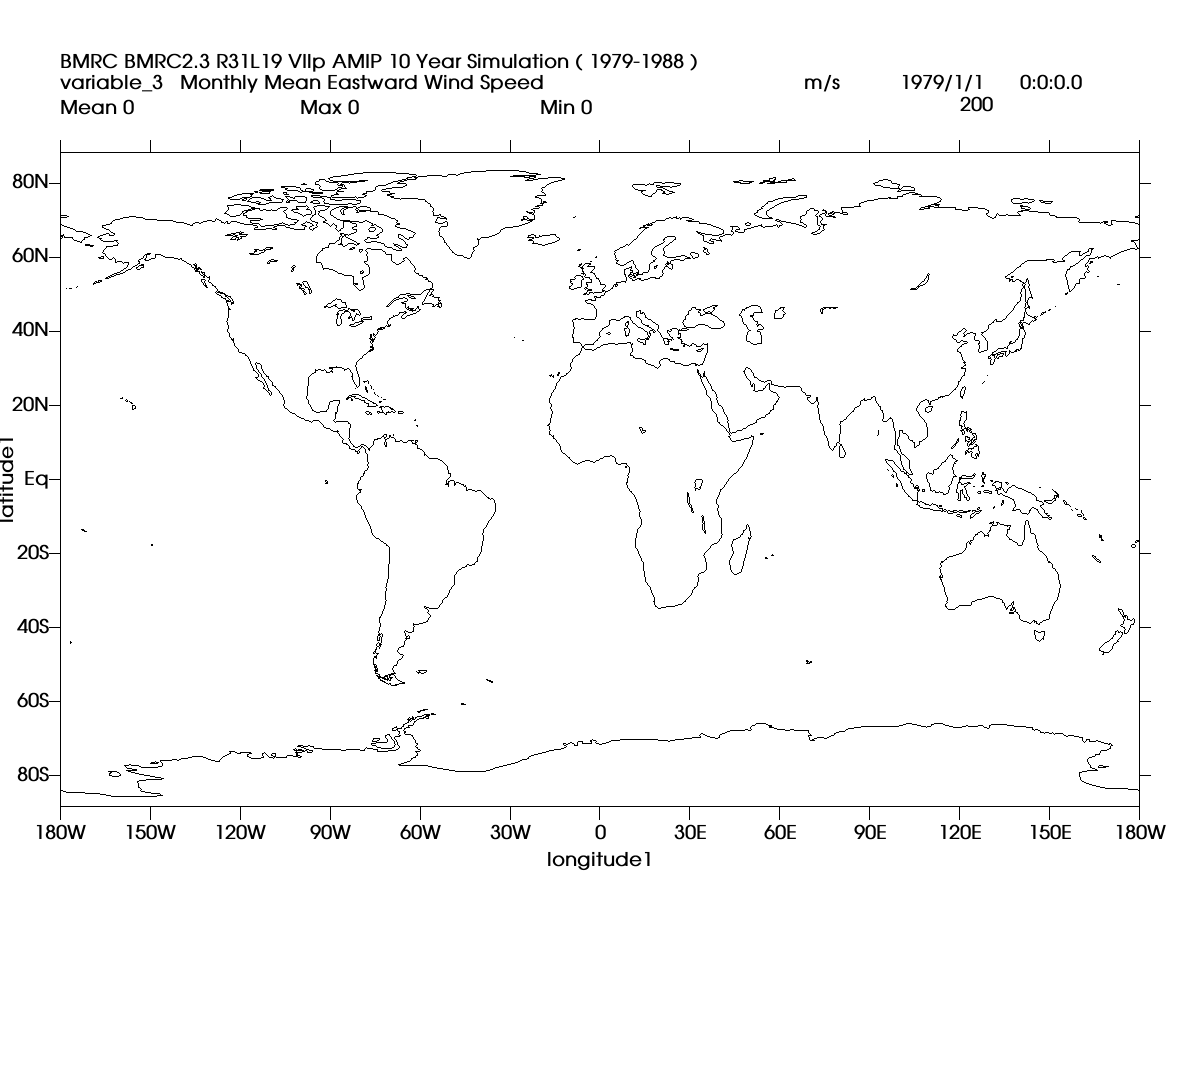 BMRC BMRC2.3 R31L19 VIIp AMIP 10 Year Simulation ( 1979-1988 )
variable_3 Monthly Mean Eastward Wind Speed m/s 1979/1/1 0:0:0.0
Mean 0 Max 0 Min 0 200
80N
60N
40N
20N
Eq
20S
40S
60S
80S
latitude1
180W 150W 120W 90W 60W 30W 0 30E 60E 90E 120E 150E 180W
longitude1